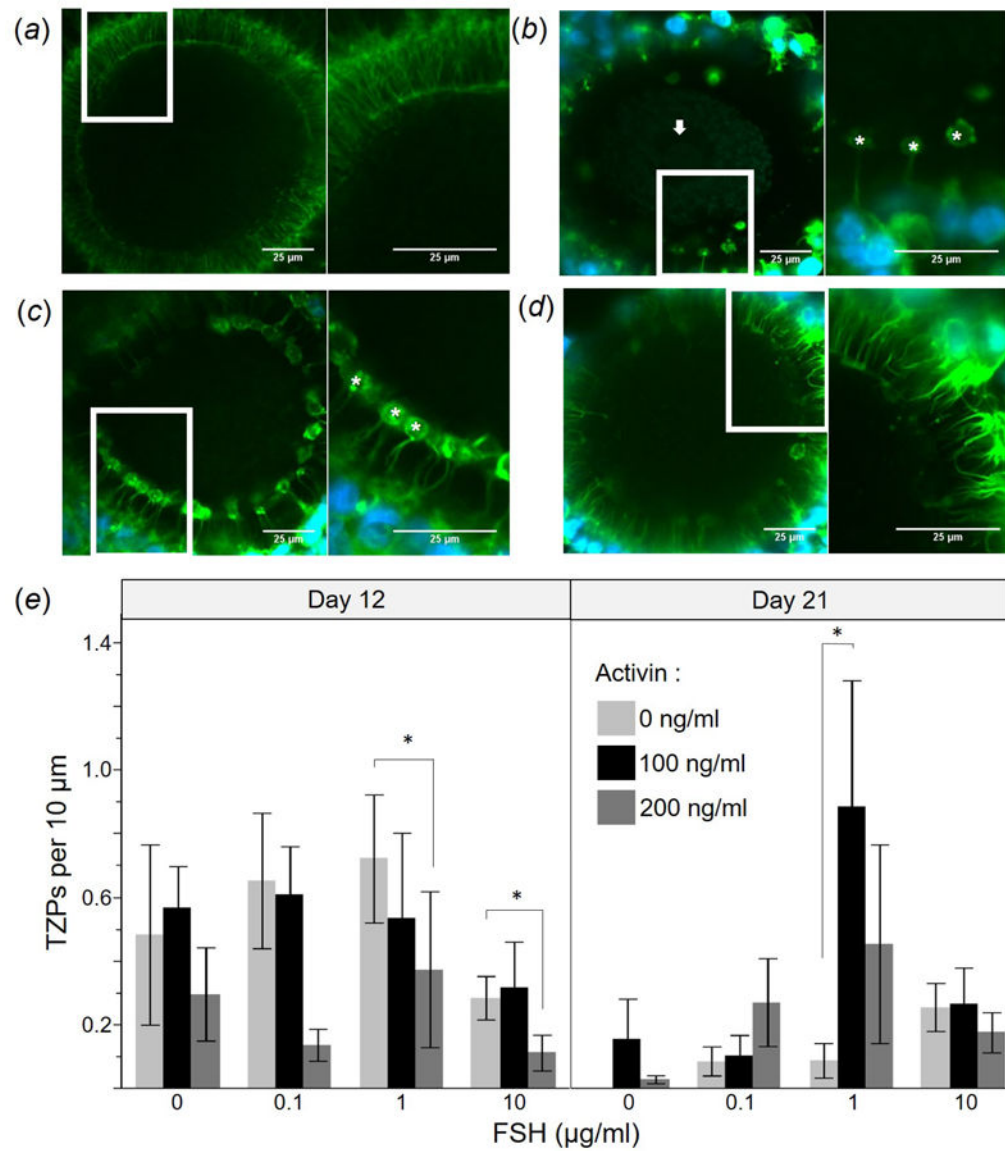 (a)
25 µm
25 µm
(b)
25 µm
* * *
25 µm
(c)
25 µm
* * *
25 µm
(d)
25 µm
25 µm
(e)
Day 12
Day 21
TZPs per 10 µm
1.4
1.0
0.6
0.2
*
*
*
Activin :
0 ng/ml
100 ng/ml
200 ng/ml
0 0.1 1 10 0 0.1 1 10
FSH (µg/ml)